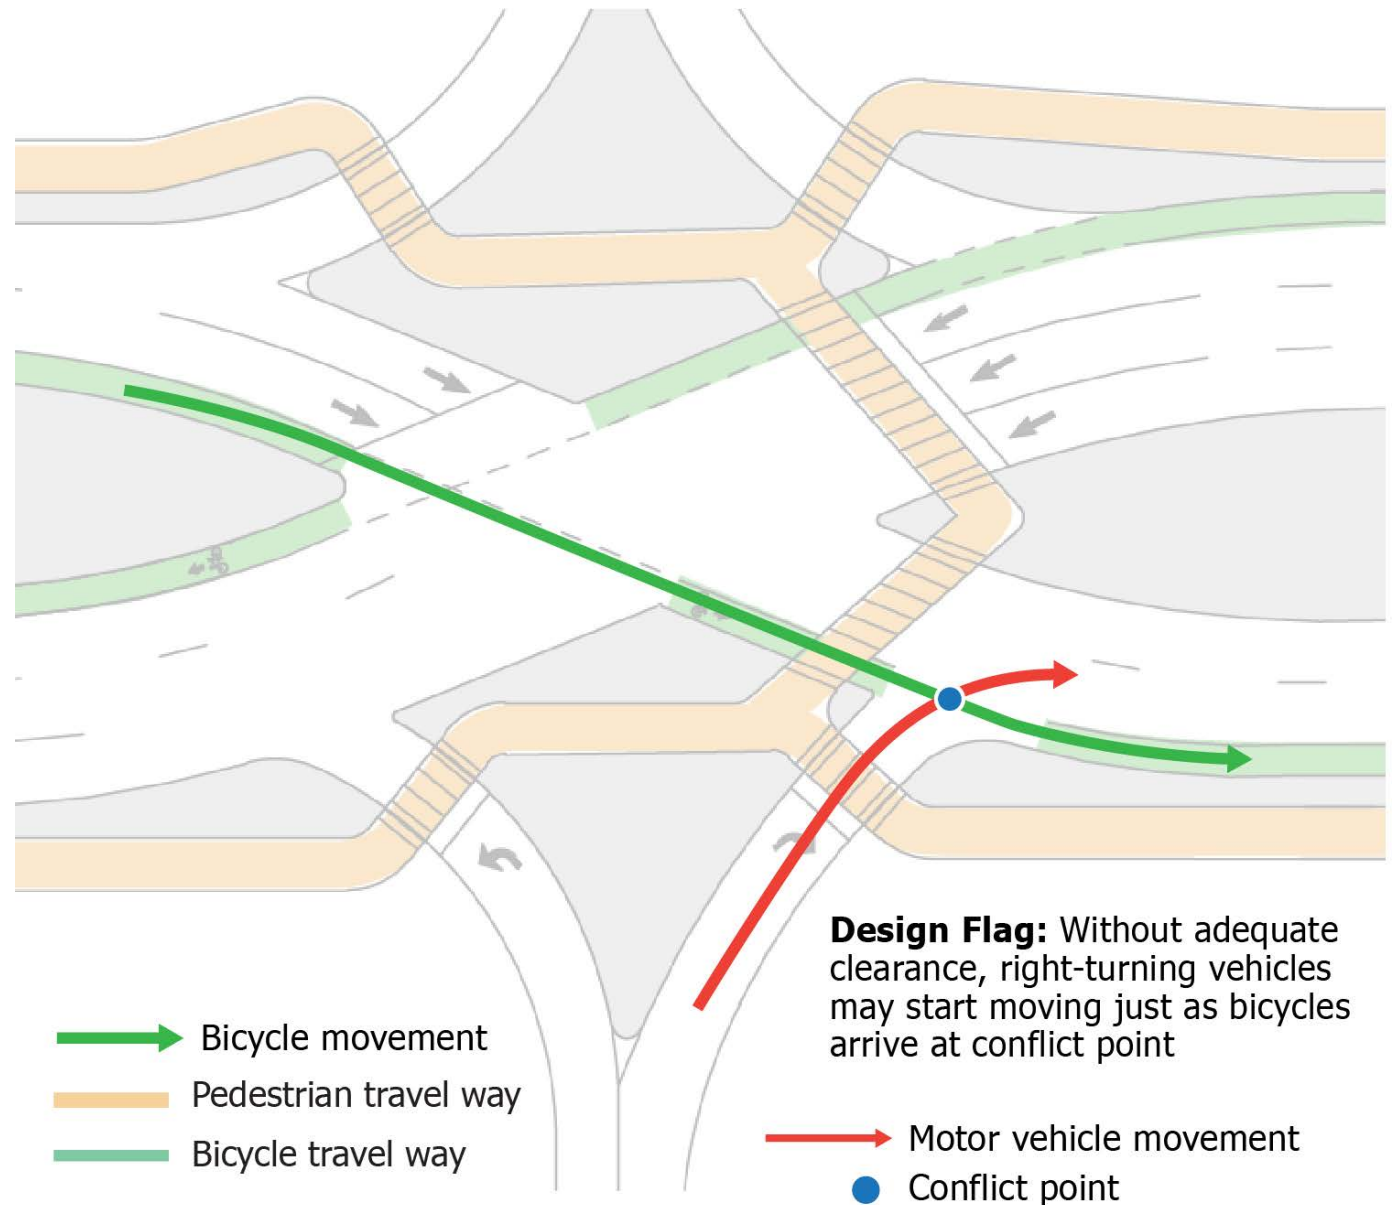 Design Flag: Without adequate
clearance, right-turning vehicles
may start moving just as bicycles
arrive at conflict point
Bicycle movement
Pedestrian travel way
Bicycle travel way
Motor vehicle movement
Conflict point